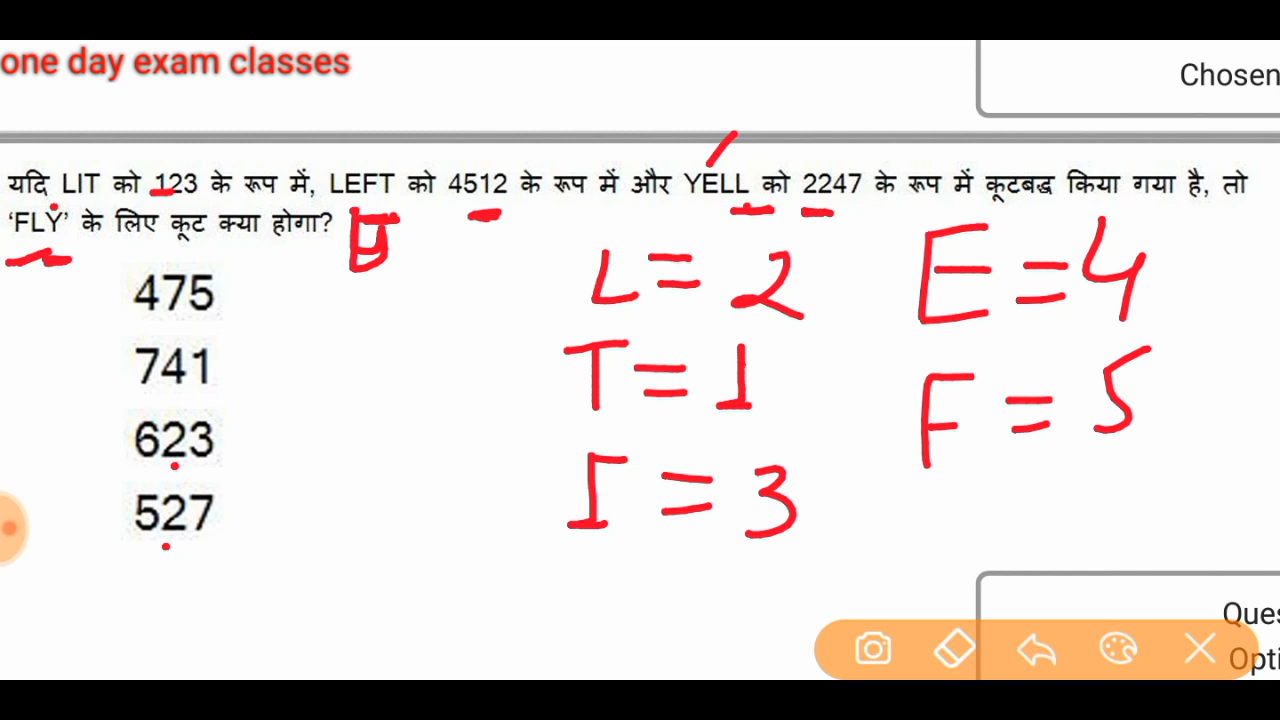 one day exam classes
Chosen
यदि LIT को 123 के रूप में, LEFT को 4512 के रूप में और YELL को 2247 के रूप में कूटबद्ध किया गया है, तो
‘FLY’ के लिए कूट क्या होगा?
475
741
623
527
L = 2
E = 4
T = 1
F = 5
I = 3
Ques
Opti